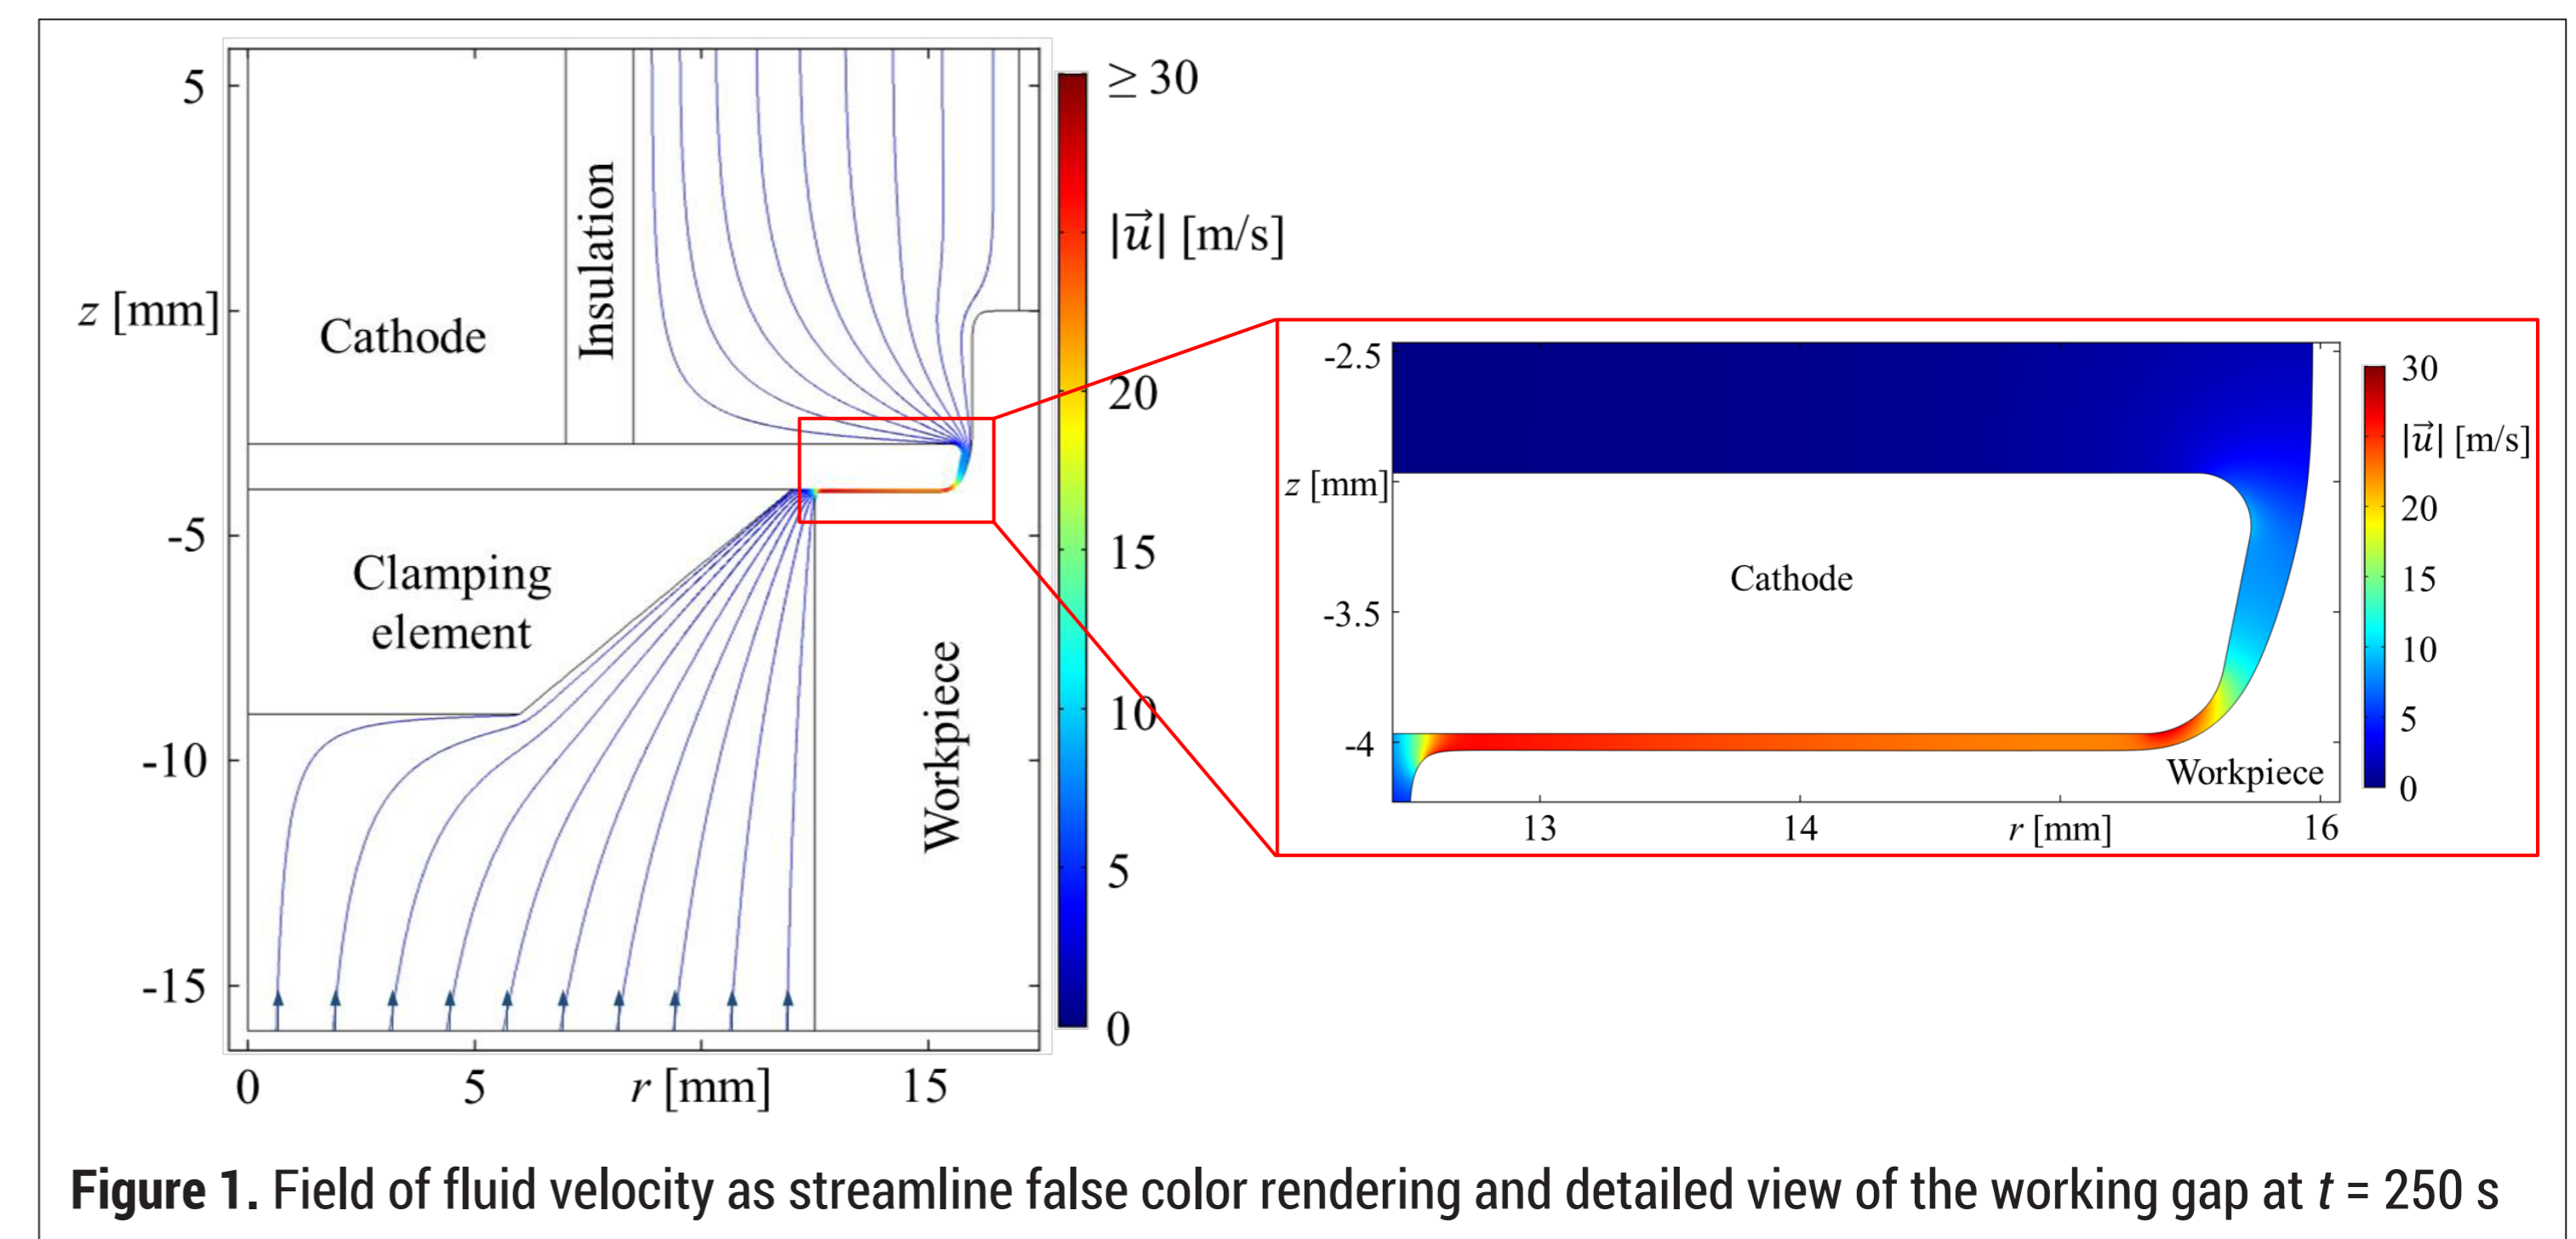 5
z [mm]
-5
-10
-15
0
5
r [mm]
15
Cathode
Insulation
Clamping
element
Workpiece
≥ 30
|u⃗| [m/s]
20
15
10
5
0
-2.5
z [mm]
-3.5
-4
13
14
r [mm]
16
Cathode
Workpiece
30
|u⃗| [m/s]
20
15
10
5
0
Figure 1. Field of fluid velocity as streamline false color rendering and detailed view of the working gap at t = 250 s